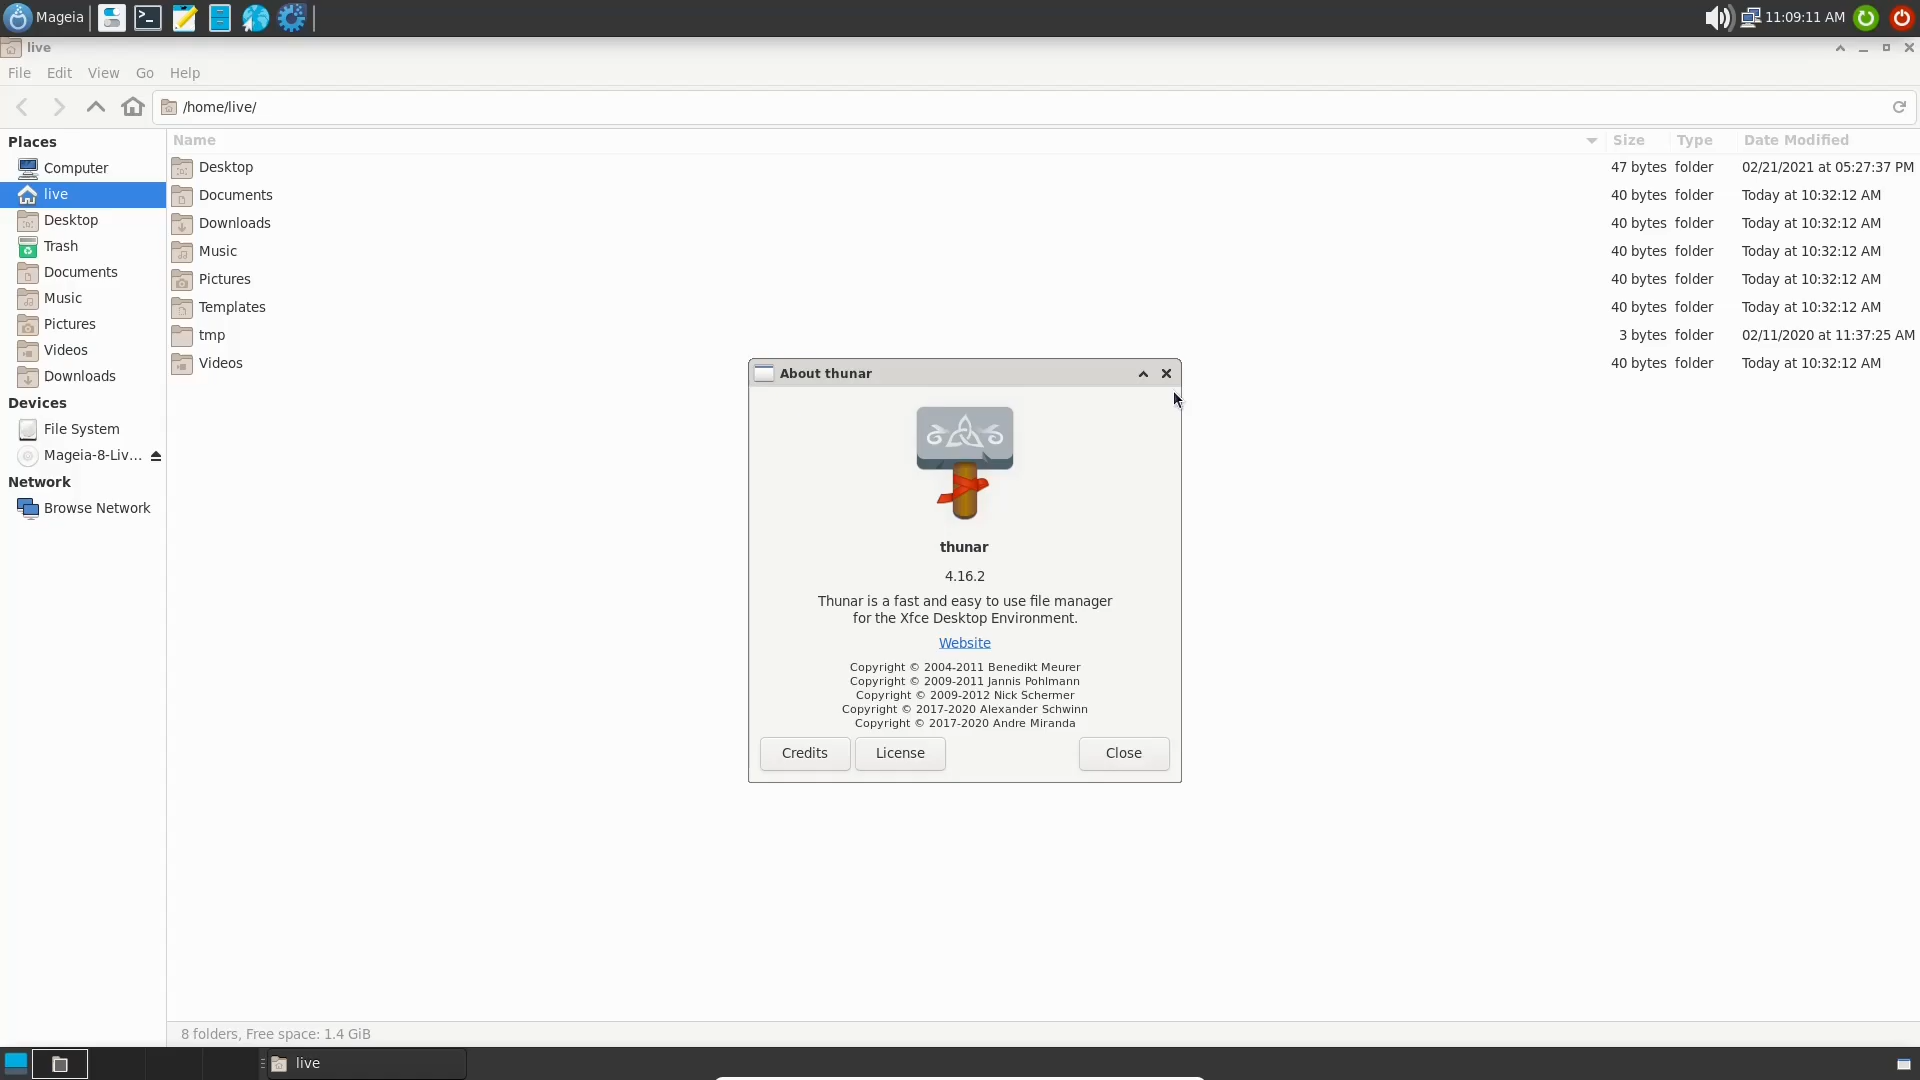 Mageia
11:09:11 AM
live
File Edit View Go Help
/home/live/
Places
Computer
live
Desktop
Trash
Documents
Music
Pictures
Videos
Downloads
Devices
File System
Mageia-8-Liv...
Network
Browse Network
Name Size Type Date Modified
Desktop 47 bytes folder 02/21/2021 at 05:27:37 PM
Documents 40 bytes folder Today at 10:32:12 AM
Downloads 40 bytes folder Today at 10:32:12 AM
Music 40 bytes folder Today at 10:32:12 AM
Pictures 40 bytes folder Today at 10:32:12 AM
Templates 40 bytes folder Today at 10:32:12 AM
tmp 3 bytes folder 02/11/2020 at 11:37:25 AM
Videos 40 bytes folder Today at 10:32:12 AM
About thunar
thunar
4.16.2
Thunar is a fast and easy to use file manager
for the Xfce Desktop Environment.
Website
Copyright © 2004-2011 Benedikt Meurer
Copyright © 2009-2011 Jannis Pohlmann
Copyright © 2009-2012 Nick Schermer
Copyright © 2017-2020 Alexander Schwinn
Copyright © 2017-2020 Andre Miranda
Credits License Close
8 folders, Free space: 1.4 GiB
live